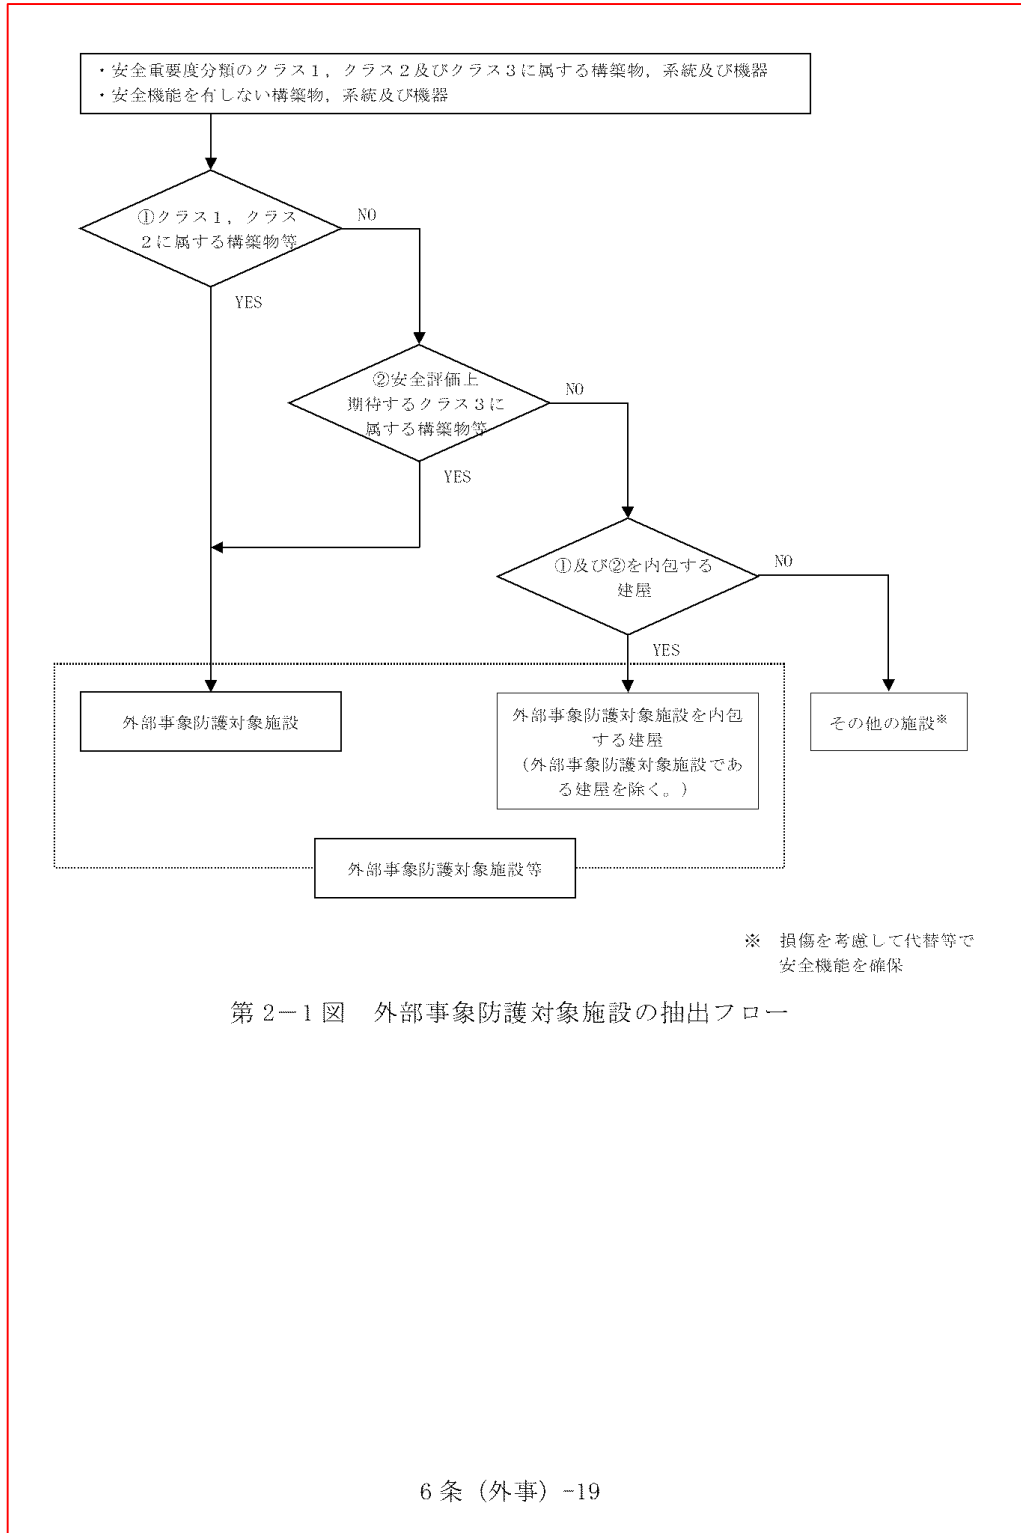 ・安全重要度分類のクラス1，クラス2及びクラス3に属する構築物，系統及び機器
・安全機能を有しない構築物，系統及び機器
①クラス1，クラス
2に属する構築物等
NO
YES
②安全評価上
期待するクラス3に
属する構築物等
NO
YES
①及び②を内包する
建屋
NO
YES
外部事象防護対象施設
外部事象防護対象施設を内包
する建屋
（外部事象防護対象施設であ
る建屋を除く。）
その他の施設※
外部事象防護対象施設等
※　損傷を考慮して代替等で
安全機能を確保
第2－1図　外部事象防護対象施設の抽出フロー
6条（外事）-19